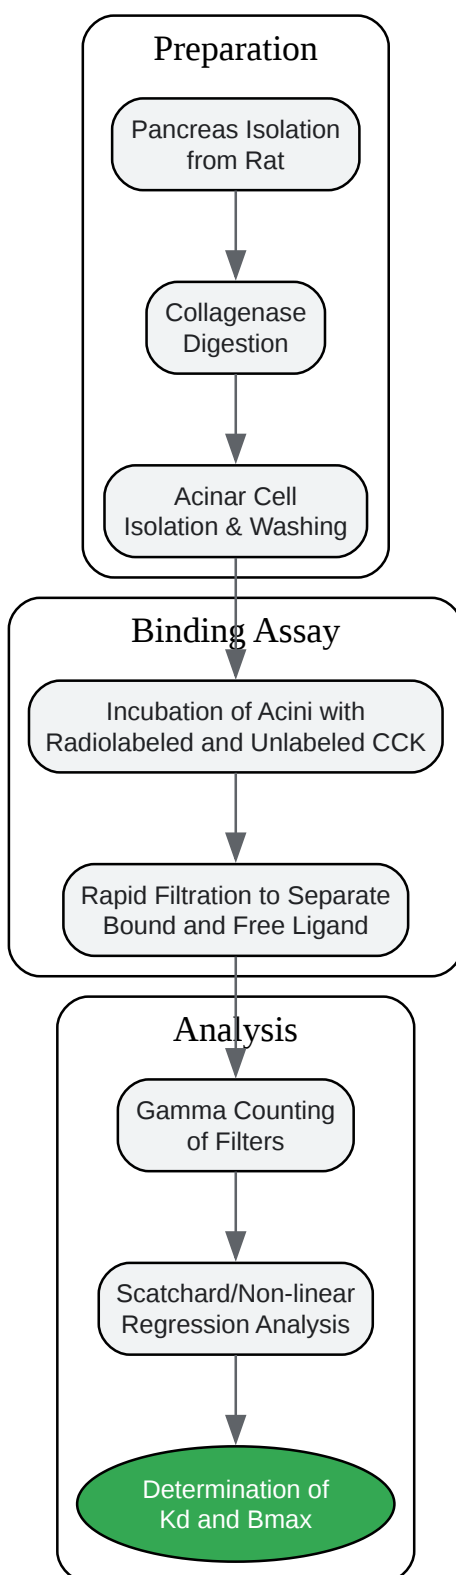 Preparation
Pancreas Isolation
from Rat
Collagenase
Digestion
Acinar Cell
Isolation & Washing
Binding Assay
Incubation of Acini with
Radiolabeled and Unlabeled CCK
Rapid Filtration to Separate
Bound and Free Ligand
Analysis
Gamma Counting
of Filters
Scatchard/Non-linear
Regression Analysis
Determination of
Kd and Bmax